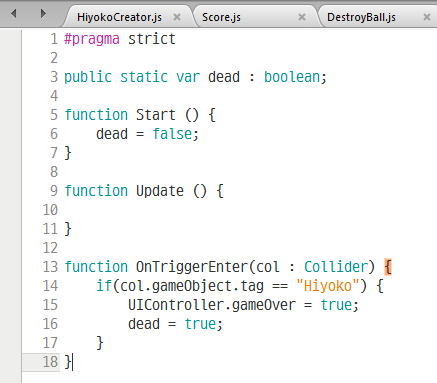 HiyokoCreator.js × Score.js × DestroyBall.js ×
1 #pragma strict
2
3 public static var dead : boolean;
4
5 function Start () {
6     dead = false;
7 }
8
9 function Update () {
10
11 }
12
13 function OnTriggerEnter(col : Collider) {
14     if(col.gameObject.tag == "Hiyoko") {
15         UIController.gameOver = true;
16         dead = true;
17     }
18 }